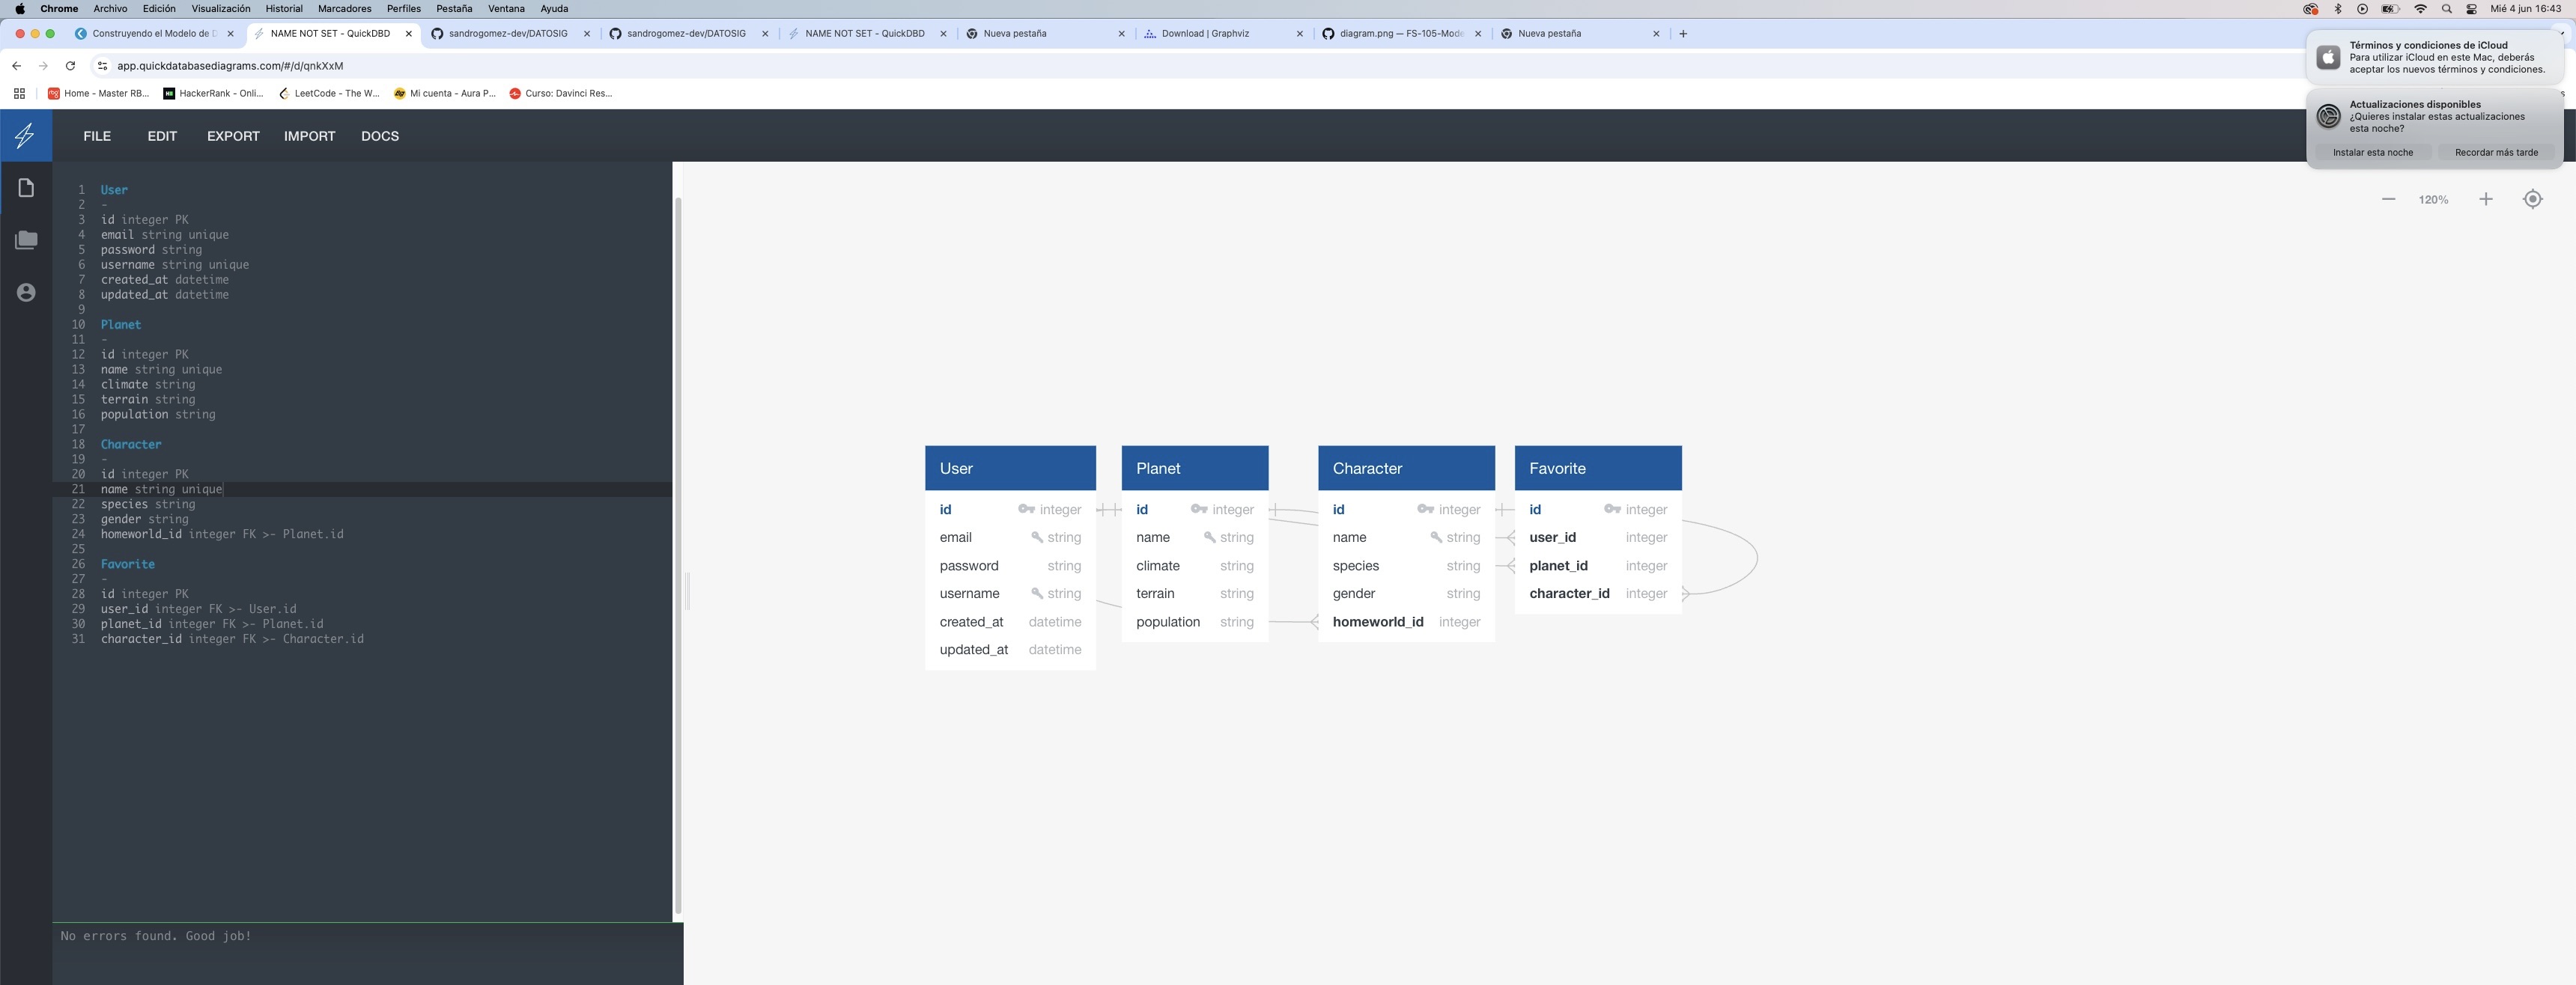 Chrome Archivo Edición Visualización Historial Marcadores Perfiles Pestaña Ventana Ayuda
Mié 4 jun 16:43
Construyendo el Modelo de D
NAME NOT SET - QuickDBD
sandrogomez-dev/DATOSIG
sandrogomez-dev/DATOSIG
NAME NOT SET - QuickDBD
Nueva pestaña
Download | Graphviz
diagram.png — FS-105-Mode
Nueva pestaña
app.quickdatabasediagrams.com/#/d/qnkXxM
Home - Master RB...
HackerRank - Onli...
LeetCode - The W...
Mi cuenta - Aura P...
Curso: Davinci Res...
Términos y condiciones de iCloud
Para utilizar iCloud en este Mac, deberás
aceptar los nuevos términos y condiciones.
Actualizaciones disponibles
¿Quieres instalar estas actualizaciones
esta noche?
Instalar esta noche Recordar más tarde
FILE EDIT EXPORT IMPORT DOCS
120%
1 User
2 -
3 id integer PK
4 email string unique
5 password string
6 username string unique
7 created_at datetime
8 updated_at datetime
9
10 Planet
11 -
12 id integer PK
13 name string unique
14 climate string
15 terrain string
16 population string
17
18 Character
19 -
20 id integer PK
21 name string unique
22 species string
23 gender string
24 homeworld_id integer FK >- Planet.id
25
26 Favorite
27 -
28 id integer PK
29 user_id integer FK >- User.id
30 planet_id integer FK >- Planet.id
31 character_id integer FK >- Character.id
No errors found. Good job!
User
id integer
email string
password string
username string
created_at datetime
updated_at datetime
Planet
id integer
name string
climate string
terrain string
population string
Character
id integer
name string
species string
gender string
homeworld_id integer
Favorite
id integer
user_id integer
planet_id integer
character_id integer